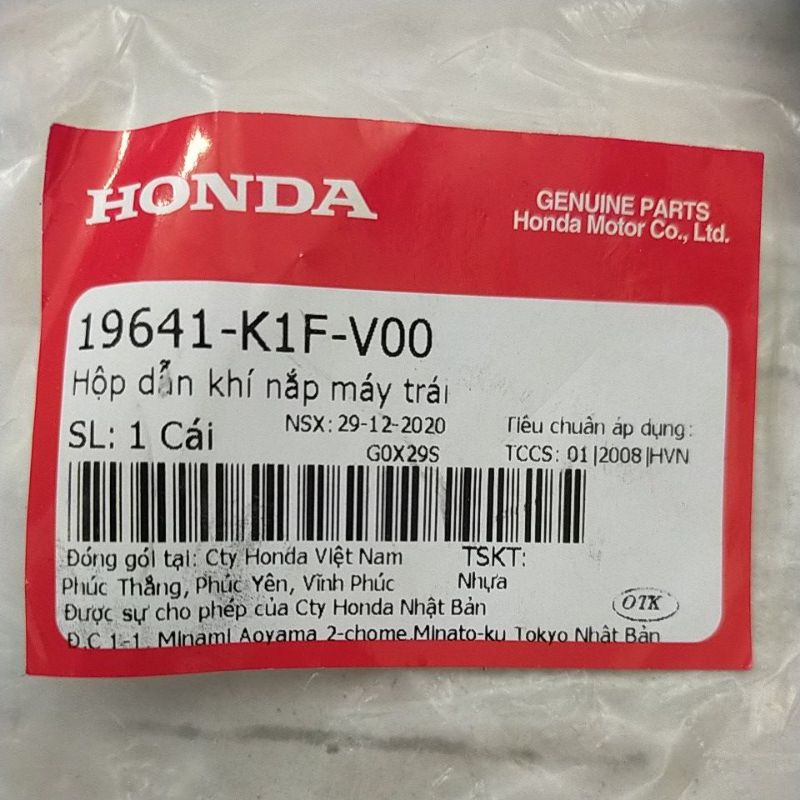 HONDA
GENUINE PARTS
Honda Motor Co., Ltd.
19641-K1F-V00
Hộp dẫn khí nắp máy trái
SL: 1 Cái
NSX: 29-12-2020
G0X29S
Tiêu chuẩn áp dụng:
TCCS: 01|2008|HVN
Đóng gói tại: Cty Honda Việt Nam
Phúc Thắng, Phúc Yên, Vĩnh Phúc
Được sự cho phép của Cty Honda Nhật Bản
Đ.C 1-1, Minami Aoyama 2-chome,Minato-ku Tokyo Nhật Bản
TSKT:
Nhựa
OTK